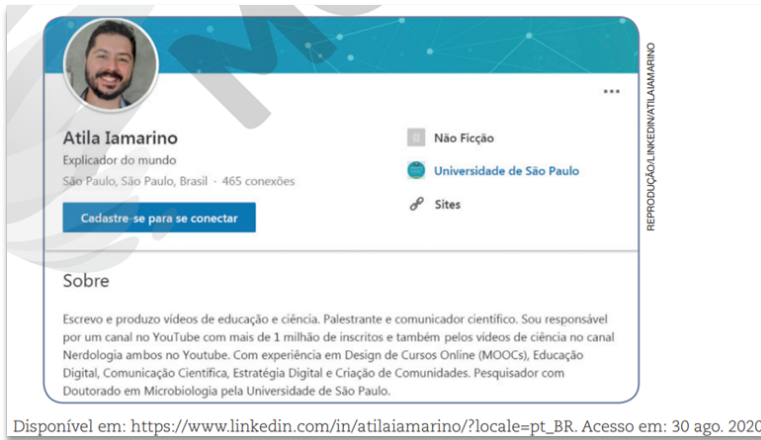 Atila Iamarino
Explicador do mundo
São Paulo, São Paulo, Brasil · 465 conexões
Cadastre-se para se conectar
...
Não Ficção
Universidade de São Paulo
Sites
REPRODUÇÃO/LINKEDIN/ATILAIAMARINO
Sobre
Escrevo e produzo vídeos de educação e ciência. Palestrante e comunicador científico. Sou responsável
por um canal no YouTube com mais de 1 milhão de inscritos e também pelos vídeos de ciência no canal
Nerdologia ambos no Youtube. Com experiência em Design de Cursos Online (MOOCs), Educação
Digital, Comunicação Científica, Estratégia Digital e Criação de Comunidades. Pesquisador com
Doutorado em Microbiologia pela Universidade de São Paulo.
Disponível em: https://www.linkedin.com/in/atilaiamarino/?locale=pt_BR. Acesso em: 30 ago. 2020